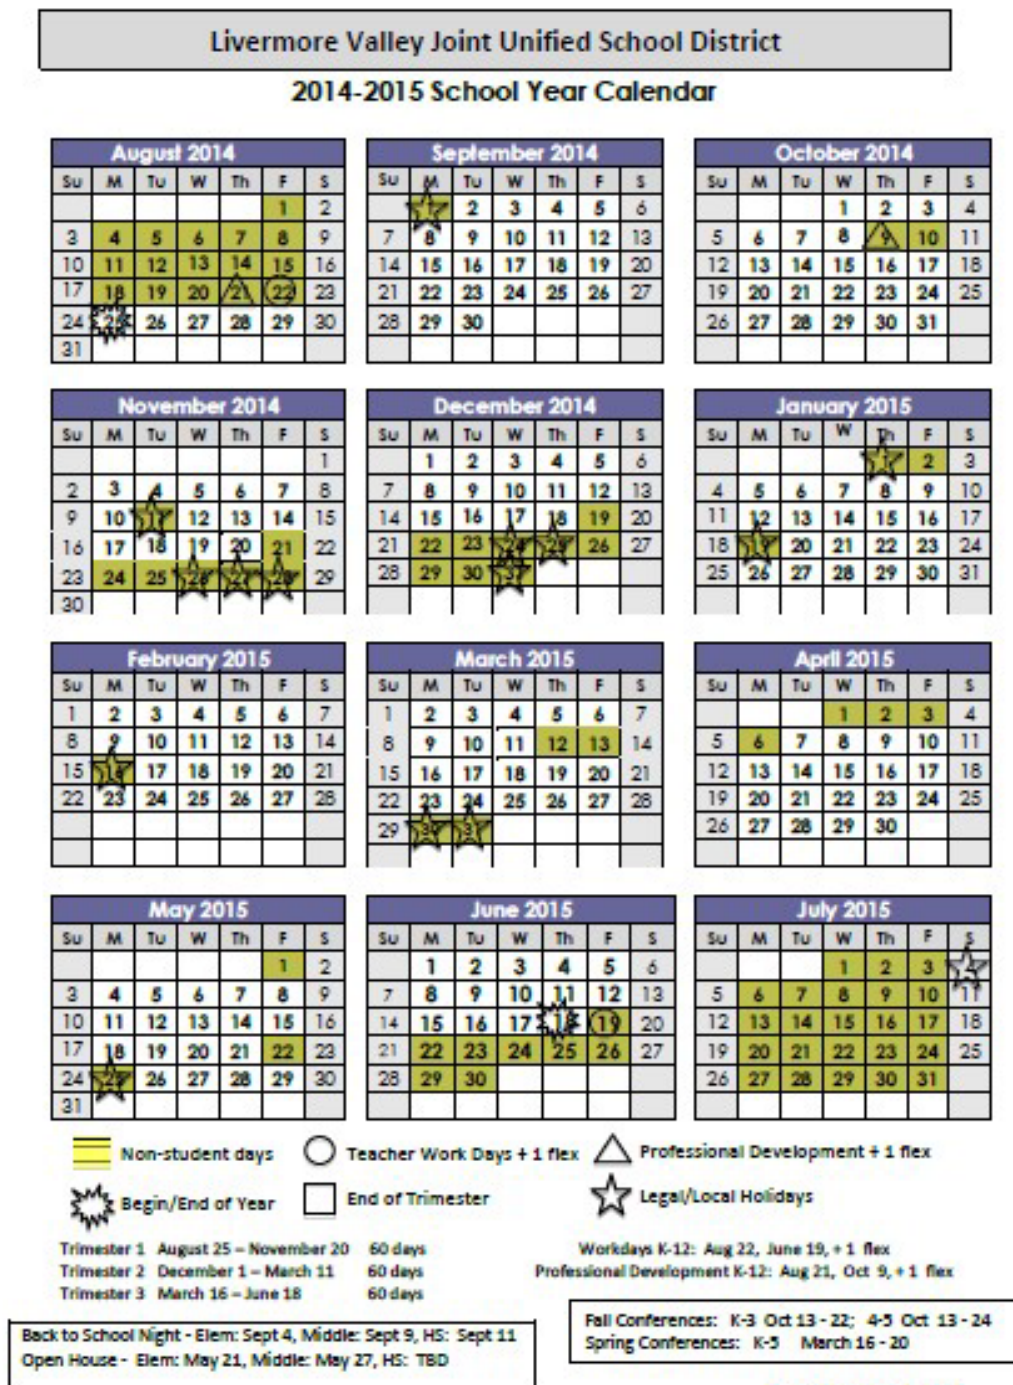 Livermore Valley Joint Unified School District
2014-2015 School Year Calendar
August 2014
Su M Tu W Th F S
1 2
3 4 5 6 7 8 9
10 11 12 13 14 15 16
17 18 19 20 21 22 23
24 25 26 27 28 29 30
31
September 2014
Su M Tu W Th F S
1 2 3 4 5 6
7 8 9 10 11 12 13
14 15 16 17 18 19 20
21 22 23 24 25 26 27
28 29 30
October 2014
Su M Tu W Th F S
1 2 3 4
5 6 7 8 9 10 11
12 13 14 15 16 17 18
19 20 21 22 23 24 25
26 27 28 29 30 31
November 2014
Su M Tu W Th F S
1
2 3 4 5 6 7 8
9 10 11 12 13 14 15
16 17 18 19 20 21 22
23 24 25 26 27 28 29
30
December 2014
Su M Tu W Th F S
1 2 3 4 5 6
7 8 9 10 11 12 13
14 15 16 17 18 19 20
21 22 23 24 25 26 27
28 29 30 31
January 2015
Su M Tu W Th F S
1 2 3
4 5 6 7 8 9 10
11 12 13 14 15 16 17
18 19 20 21 22 23 24
25 26 27 28 29 30 31
February 2015
Su M Tu W Th F S
1 2 3 4 5 6 7
8 9 10 11 12 13 14
15 16 17 18 19 20 21
22 23 24 25 26 27 28
March 2015
Su M Tu W Th F S
1 2 3 4 5 6 7
8 9 10 11 12 13 14
15 16 17 18 19 20 21
22 23 24 25 26 27 28
29 30 31
April 2015
Su M Tu W Th F S
1 2 3 4
5 6 7 8 9 10 11
12 13 14 15 16 17 18
19 20 21 22 23 24 25
26 27 28 29 30
May 2015
Su M Tu W Th F S
1 2
3 4 5 6 7 8 9
10 11 12 13 14 15 16
17 18 19 20 21 22 23
24 25 26 27 28 29 30
31
June 2015
Su M Tu W Th F S
1 2 3 4 5 6
7 8 9 10 11 12 13
14 15 16 17 18 19 20
21 22 23 24 25 26 27
28 29 30
July 2015
Su M Tu W Th F S
1 2 3
5 6 7 8 9 10 11
12 13 14 15 16 17 18
19 20 21 22 23 24 25
26 27 28 29 30 31
Non-student days
Teacher Work Days + 1 flex
Professional Development + 1 flex
Begin/End of Year
End of Trimester
Legal/Local Holidays
Trimester 1 August 25 – November 20 60 days
Trimester 2 December 1 – March 11 60 days
Trimester 3 March 16 – June 18 60 days
Workdays K-12: Aug 22, June 19, + 1 flex
Professional Development K-12: Aug 21, Oct 9, + 1 flex
Back to School Night - Elem: Sept 4, Middle: Sept 9, HS: Sept 11
Open House - Elem: May 21, Middle: May 27, HS: TBD
Fall Conferences: K-3 Oct 13 - 22; 4-5 Oct 13 - 24
Spring Conferences: K-5 March 16 - 20